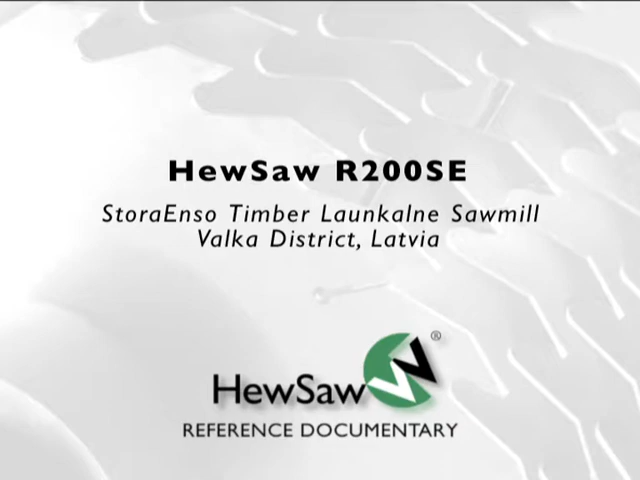 HewSaw R200SE
StoraEnso Timber Launkalne Sawmill
Valka District, Latvia
HewSaw ®
REFERENCE DOCUMENTARY